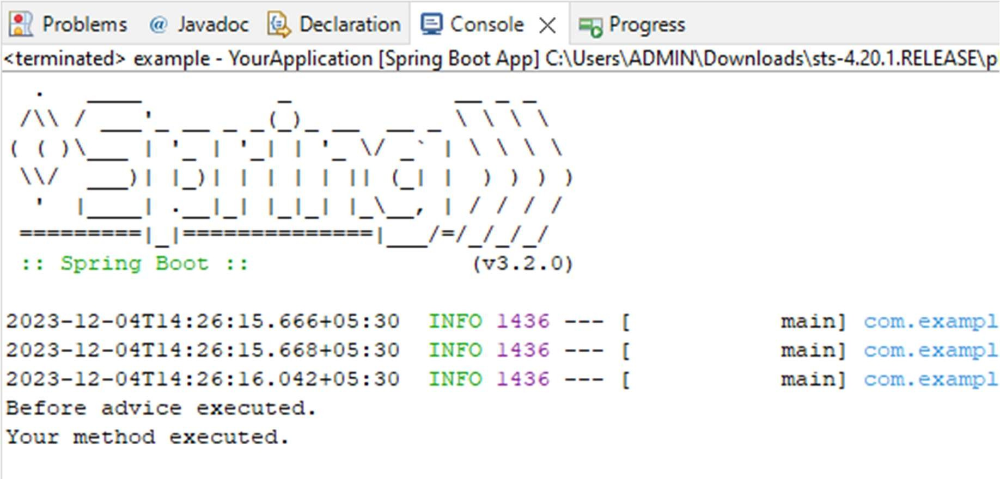 Problems @ Javadoc Declaration Console Progress
<terminated> example - YourApplication [Spring Boot App] C:\Users\ADMIN\Downloads\sts-4.20.1.RELEASE\p
  .   ____          _            __ _ _
 /\\ / ___'_ __ _ _(_)_ __  __ _ \ \ \ \
( ( )\___ | '_ | '_| | '_ \/ _` | \ \ \ \
 \\/  ___)| |_)| | | | | || (_| |  ) ) ) )
  '  |____| .__|_| |_|_| |_\__, | / / / /
 =========|_|==============|___/=/_/_/_/
 :: Spring Boot ::                (v3.2.0)
2023-12-04T14:26:15.666+05:30  INFO 1436 --- [           main] com.exampl
2023-12-04T14:26:15.668+05:30  INFO 1436 --- [           main] com.exampl
2023-12-04T14:26:16.042+05:30  INFO 1436 --- [           main] com.exampl
Before advice executed.
Your method executed.